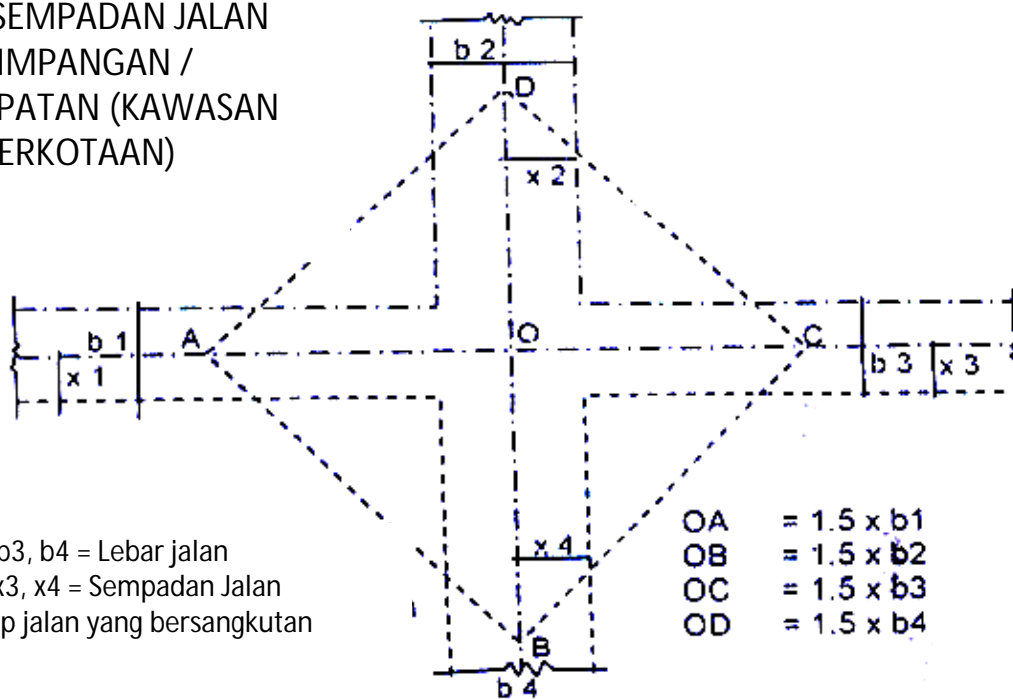 SEMPADAN JALAN
IMPANGAN /
PATAN (KAWASAN
ERKOTAAN)
b 2
D
x 2
b 1
A
O
C
x 1
b 3
x 3
x 4
B
b 4
b3, b4 = Lebar jalan
x3, x4 = Sempadan Jalan
p jalan yang bersangkutan
OA = 1.5 x b1
OB = 1.5 x b2
OC = 1.5 x b3
OD = 1.5 x b4